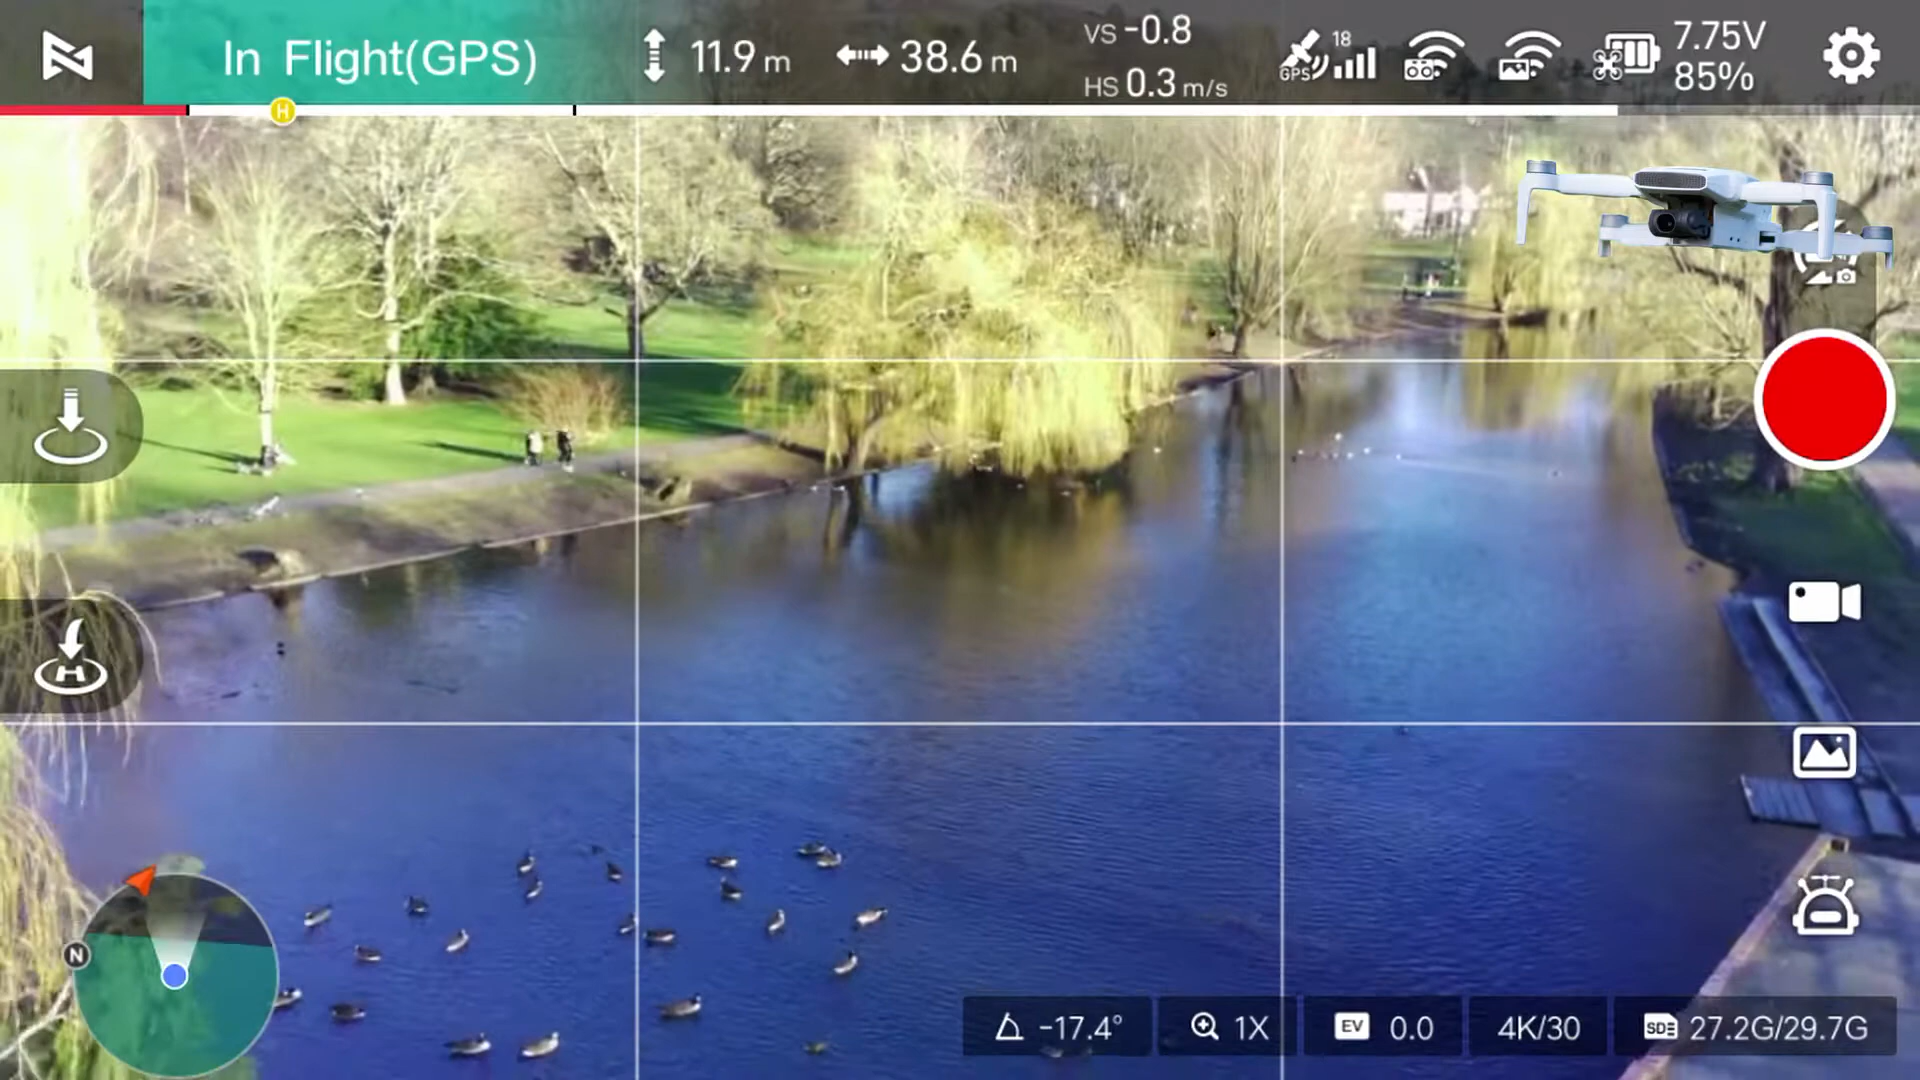 In Flight(GPS)
11.9 m
38.6 m
VS -0.8
HS 0.3 m/s
GPS
18
7.75V
85%
H
H
N
-17.4°
1X
EV 0.0
4K/30
SD 27.2G/29.7G